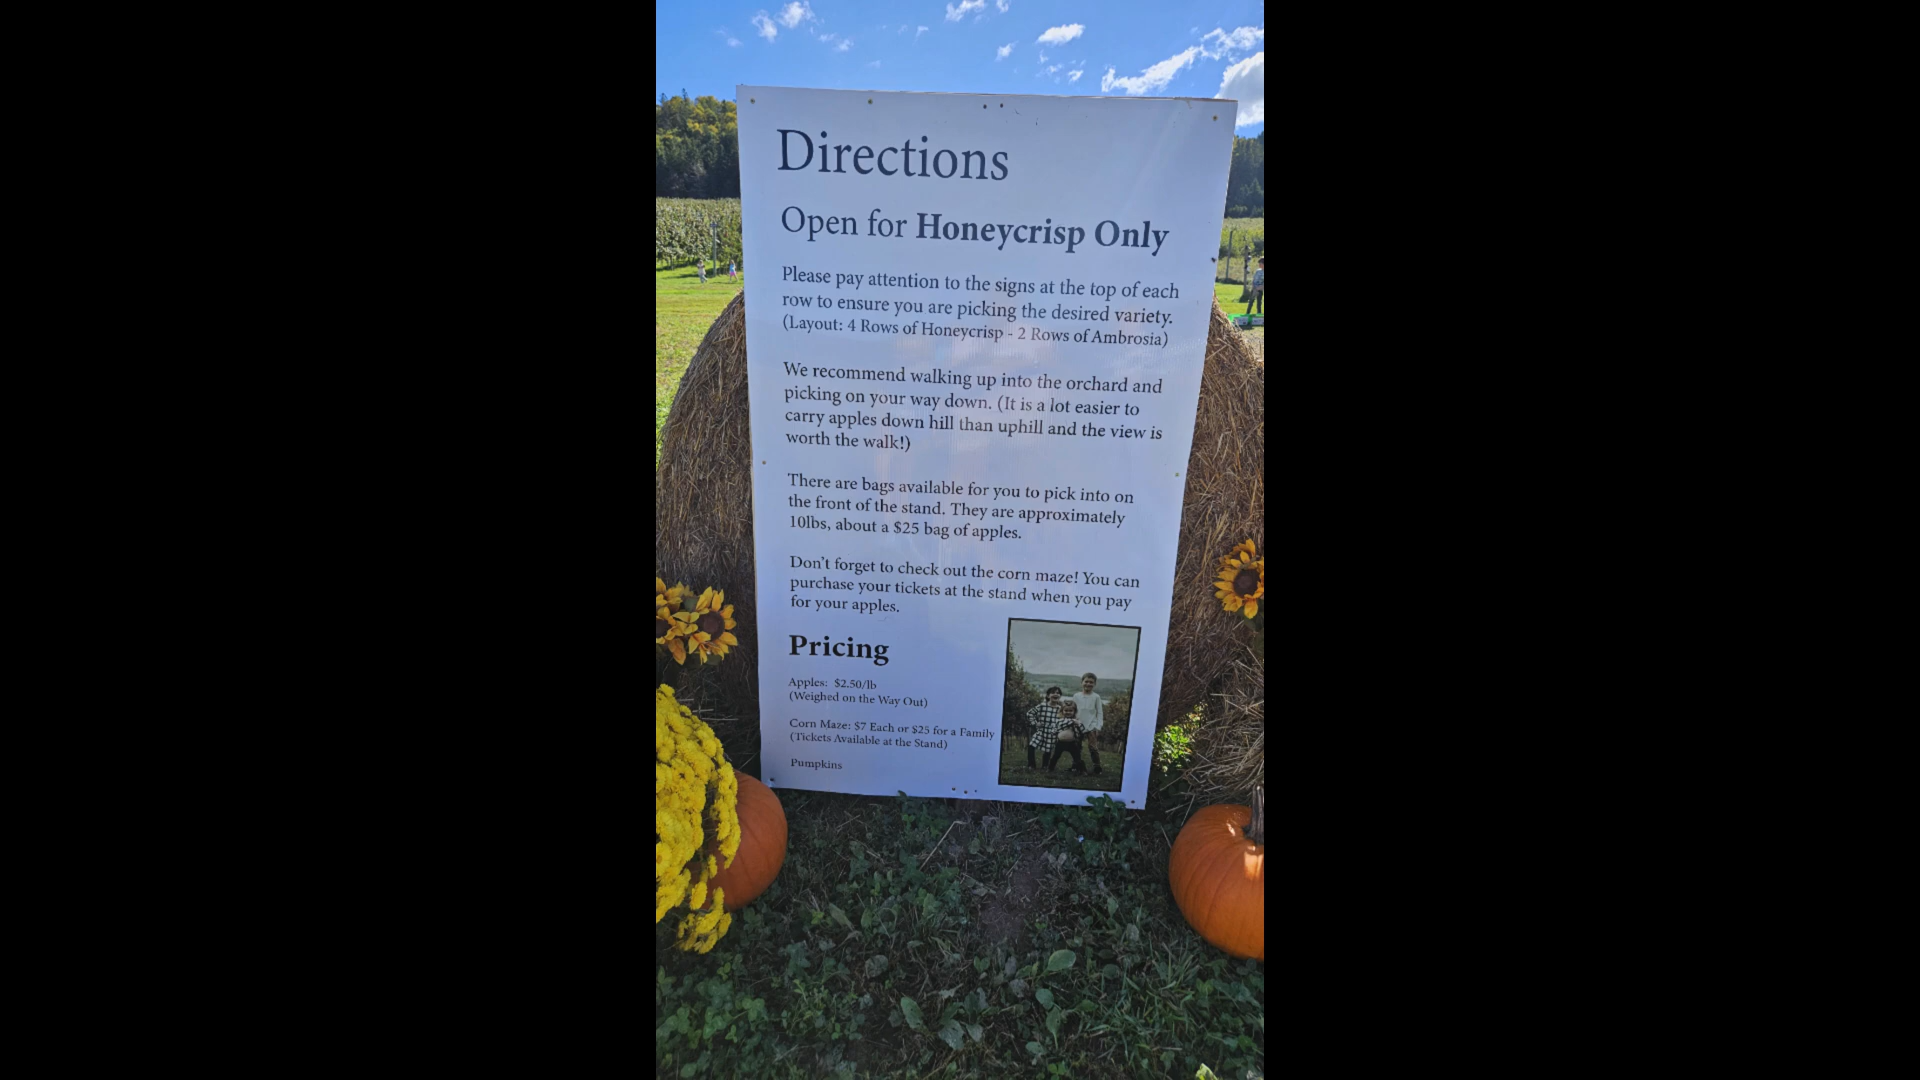 Directions
Open for Honeycrisp Only
Please pay attention to the signs at the top of each
row to ensure you are picking the desired variety.
(Layout: 4 Rows of Honeycrisp - 2 Rows of Ambrosia)
We recommend walking up into the orchard and
picking on your way down. (It is a lot easier to
carry apples down hill than uphill and the view is
worth the walk!)
There are bags available for you to pick into on
the front of the stand. They are approximately
10lbs, about a $25 bag of apples.
Don't forget to check out the corn maze! You can
purchase your tickets at the stand when you pay
for your apples.
Pricing
Apples: $2.50/lb
(Weighed on the Way Out)
Corn Maze: $7 Each or $25 for a Family
(Tickets Available at the Stand)
Pumpkins